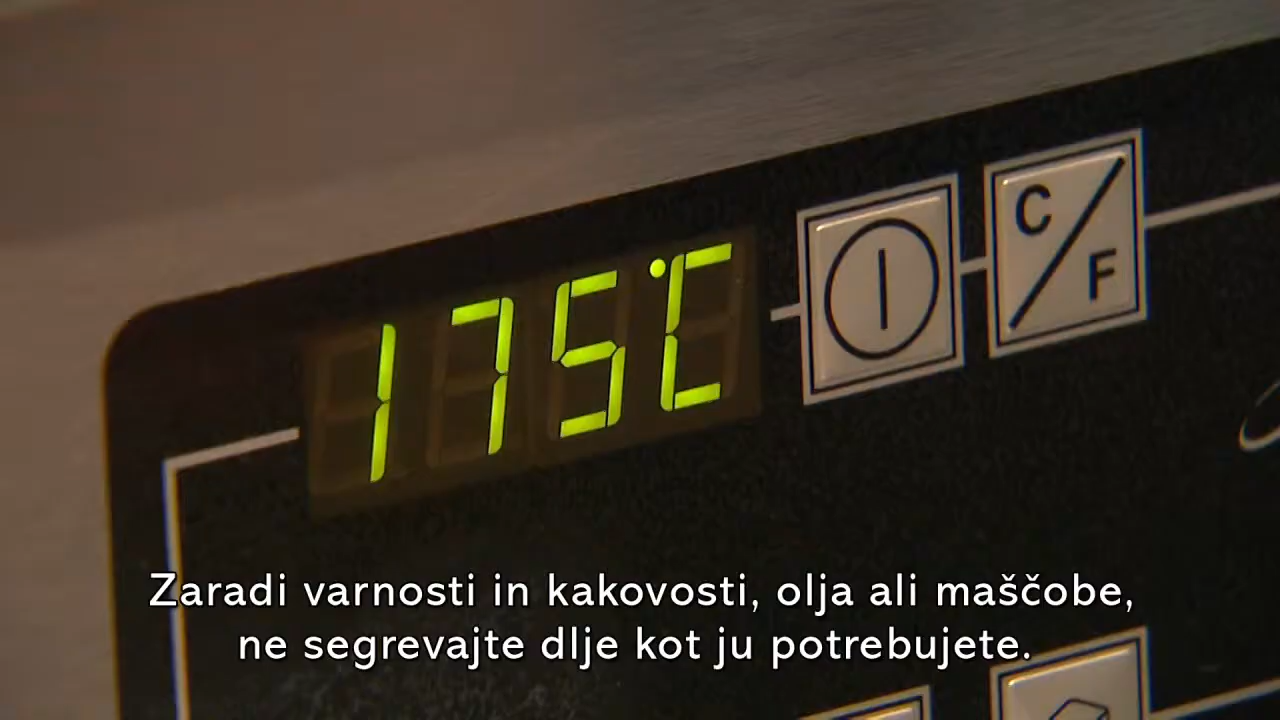 175°C
C/F
Zaradi varnosti in kakovosti, olja ali maščobe,
ne segrevajte dlje kot ju potrebujete.